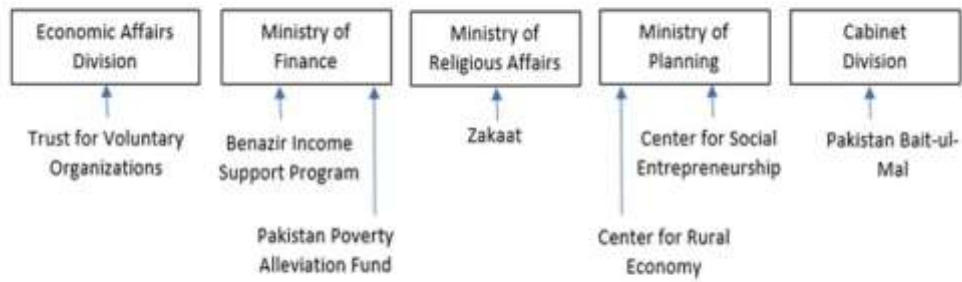 Economic Affairs
Division
Ministry of
Finance
Ministry of
Religious Affairs
Ministry of
Planning
Cabinet
Division
Trust for Voluntary
Organizations
Benazir Income
Support Program
Zakaat
Center for Social
Entrepreneurship
Pakistan Bait-ul-
Mal
Pakistan Poverty
Alleviation Fund
Center for Rural
Economy